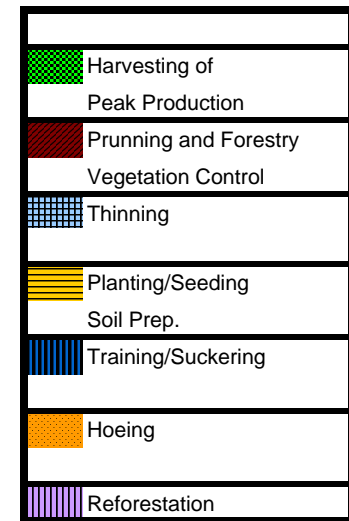 Harvesting of
Peak Production
Prunning and Forestry
Vegetation Control
Thinning
Planting/Seeding
Soil Prep.
Training/Suckering
Hoeing
Reforestation